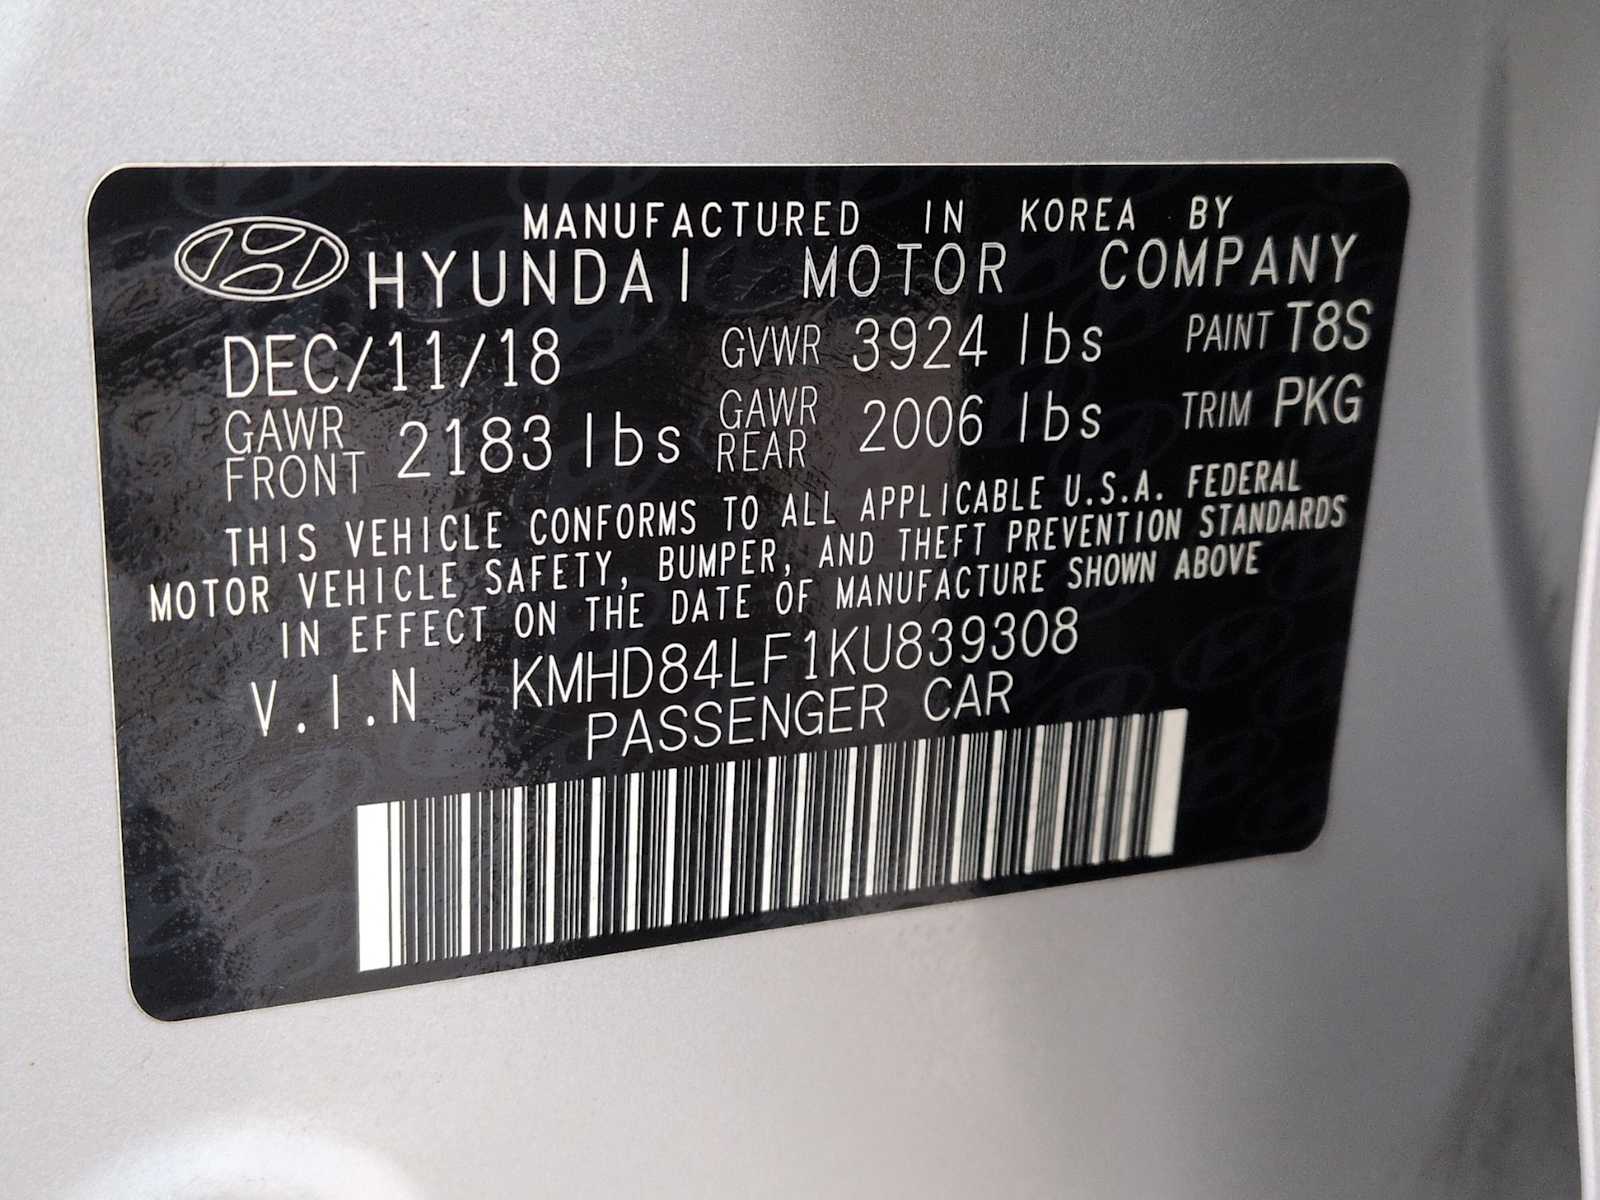 MANUFACTURED IN KOREA BY
HYUNDAI MOTOR COMPANY
DEC/11/18 GVWR 3924 lbs PAINT T8S
GAWR FRONT 2183 lbs GAWR REAR 2006 lbs TRIM PKG
THIS VEHICLE CONFORMS TO ALL APPLICABLE U.S.A. FEDERAL
MOTOR VEHICLE SAFETY, BUMPER, AND THEFT PREVENTION STANDARDS
IN EFFECT ON THE DATE OF MANUFACTURE SHOWN ABOVE
V.I.N KMHD84LF1KU839308
PASSENGER CAR